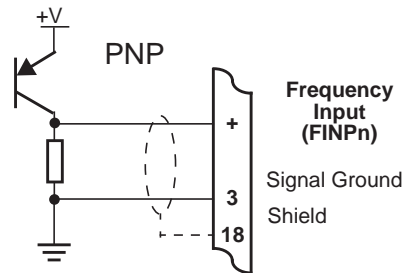 +V
PNP
Frequency
Input
(FINPn)
+
Signal Ground
3
Shield
18